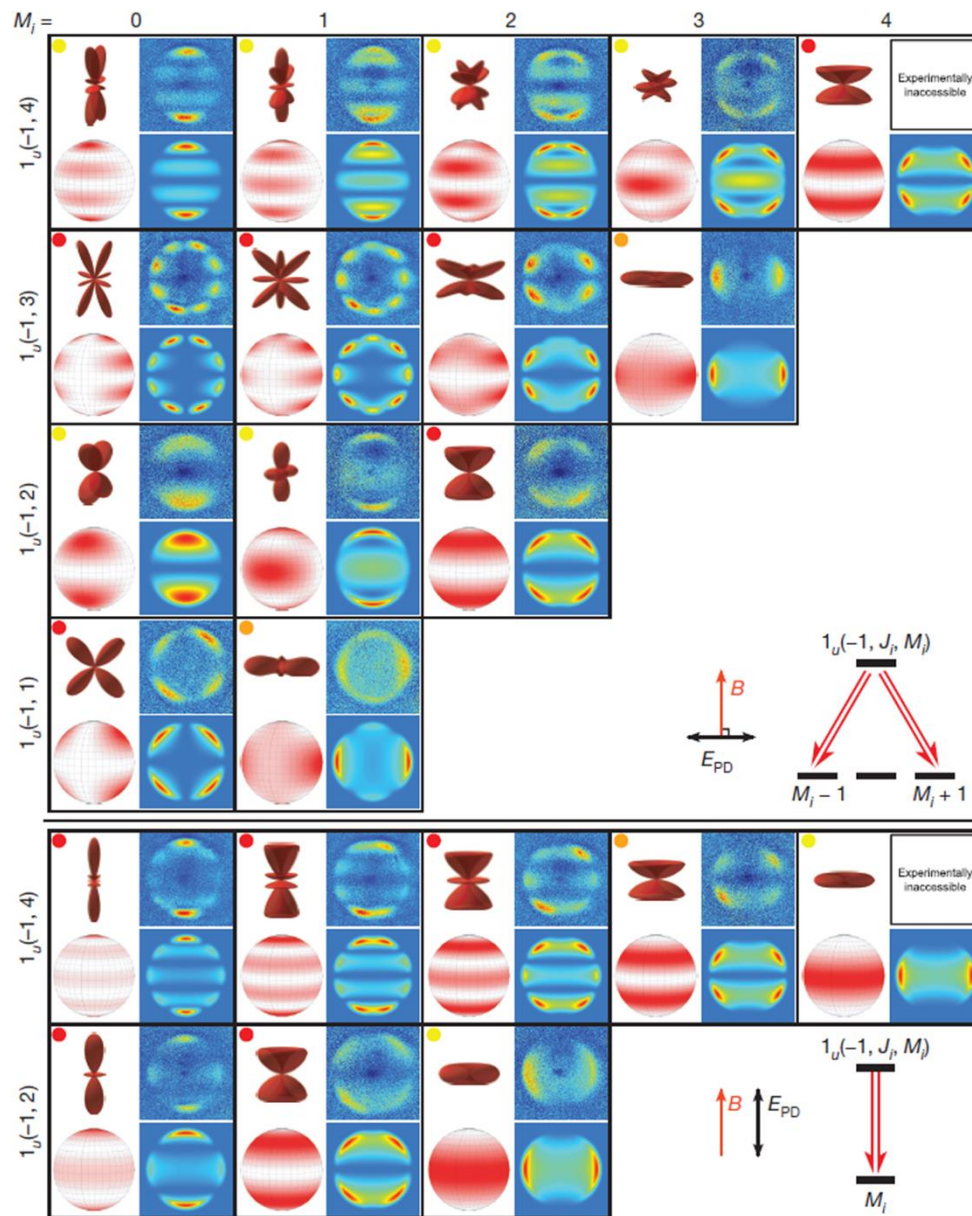 M_i = 0 1 2 3 4
1_u(−1, 4)
Experimentally
inaccessible
1_u(−1, 3)
1_u(−1, 2)
1_u(−1, 1)
B
E_PD
1_u(−1, J_i, M_i)
M_i − 1
M_i + 1
1_u(−1, 4)
Experimentally
inaccessible
1_u(−1, 2)
B
E_PD
1_u(−1, J_i, M_i)
M_i